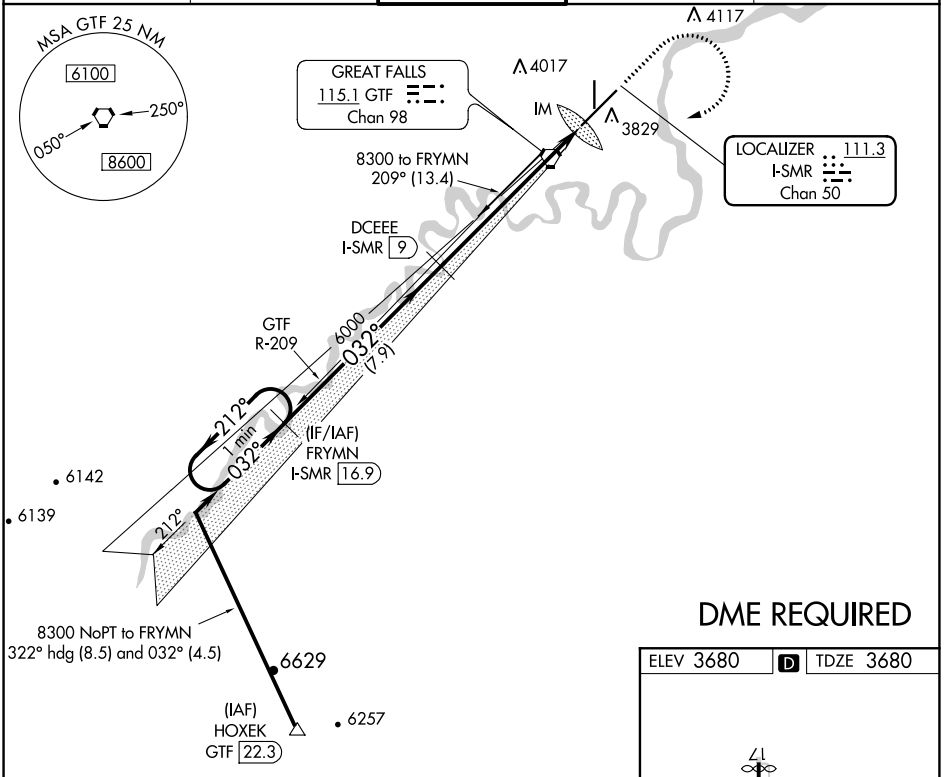 MSA GTF 25 NM
6100
250°
050°
8600
GREAT FALLS
115.1 GTF
Chan 98
4017
4117
IM
3829
LOCALIZER 111.3
I-SMR
Chan 50
8300 to FRYMN
209° (13.4)
DCEEE
I-SMR 9
GTF
R-209
6000
032°
(7.9)
212°
1 min
032°
(IF/IAF)
FRYMN
I-SMR 16.9
6142
6139
212°
8300 NoPT to FRYMN
322° hdg (8.5) and 032° (4.5)
6629
(IAF)
HOXEK
GTF 22.3
6257
DME REQUIRED
ELEV 3680 D TDZE 3680
17